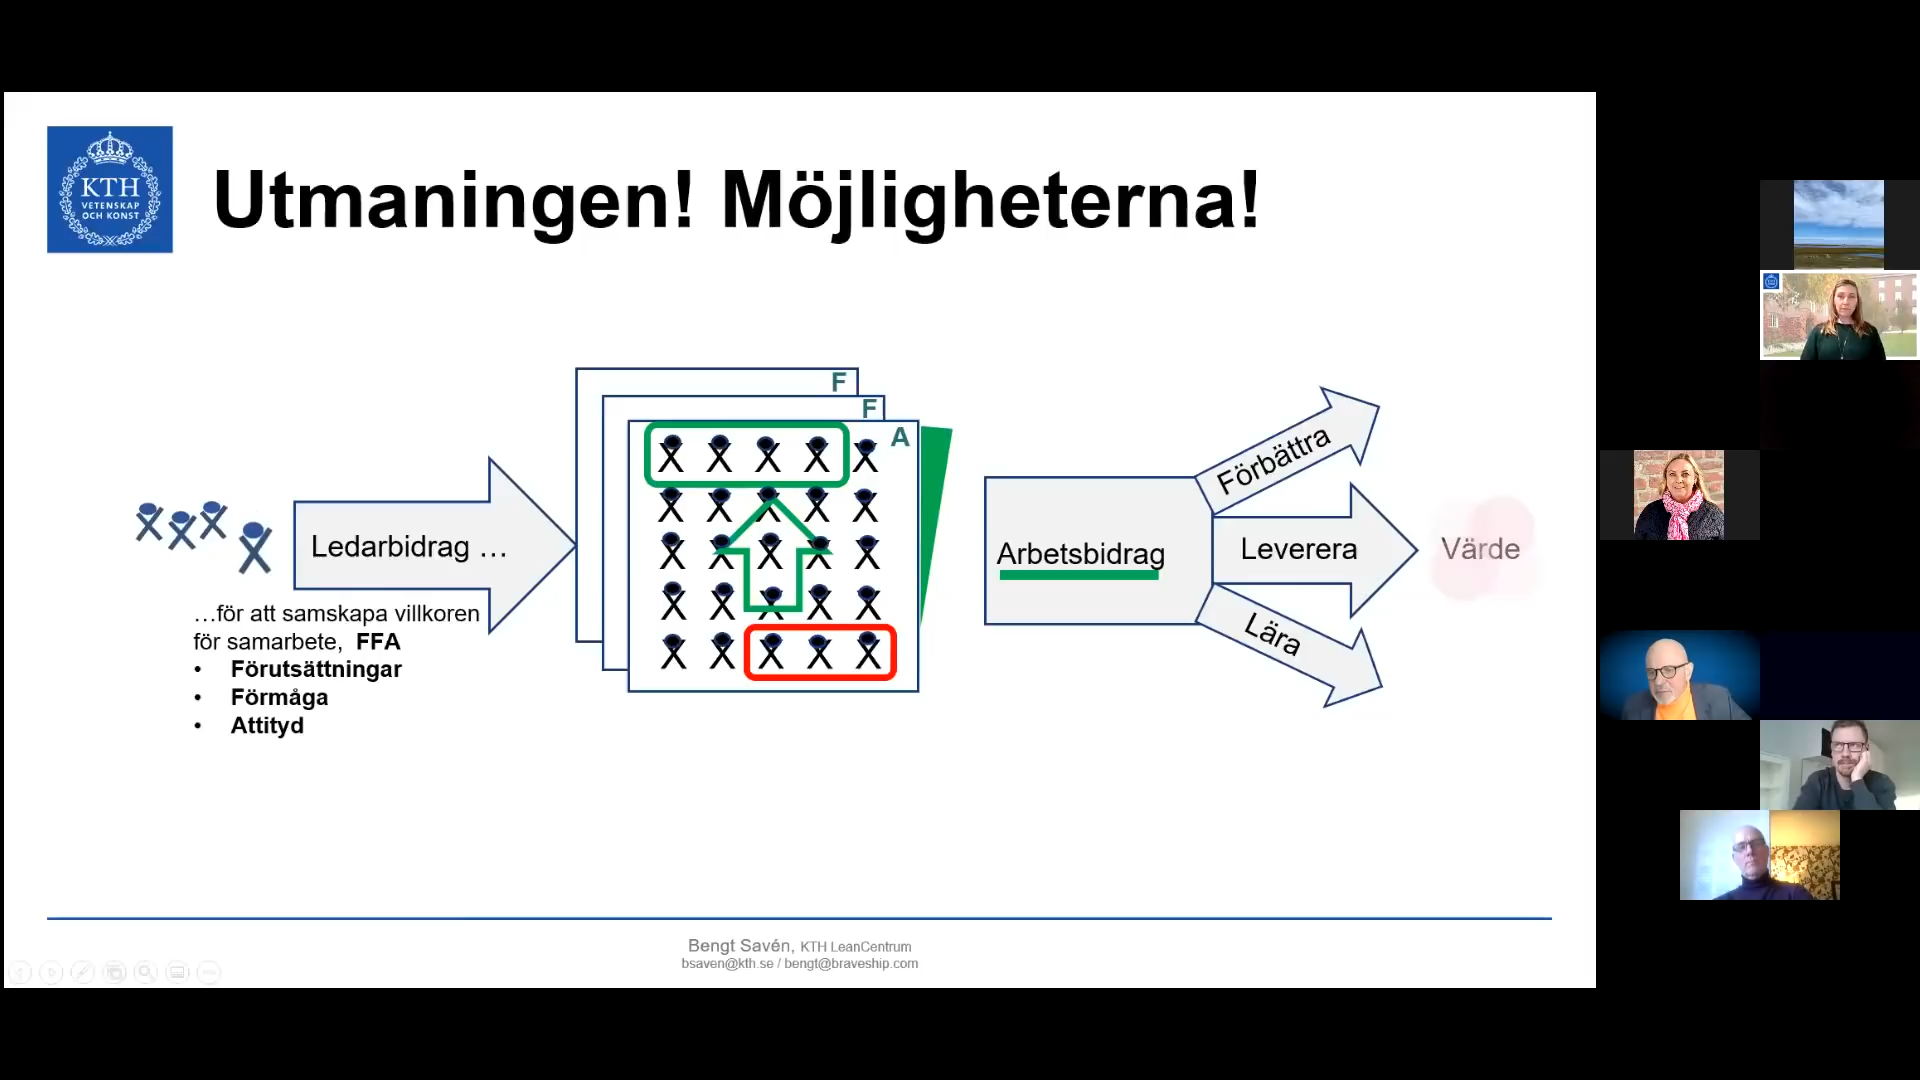 KTH
VETENSKAP
OCH KONST
Utmaningen! Möjligheterna!
Ledarbidrag …
…för att samskapa villkoren
för samarbete, FFA
• Förutsättningar
• Förmåga
• Attityd
F
F
A
Arbetsbidrag
Förbättra
Leverera
Lära
Värde
Bengt Savén, KTH LeanCentrum
bsaven@kth.se / bengt@braveship.com